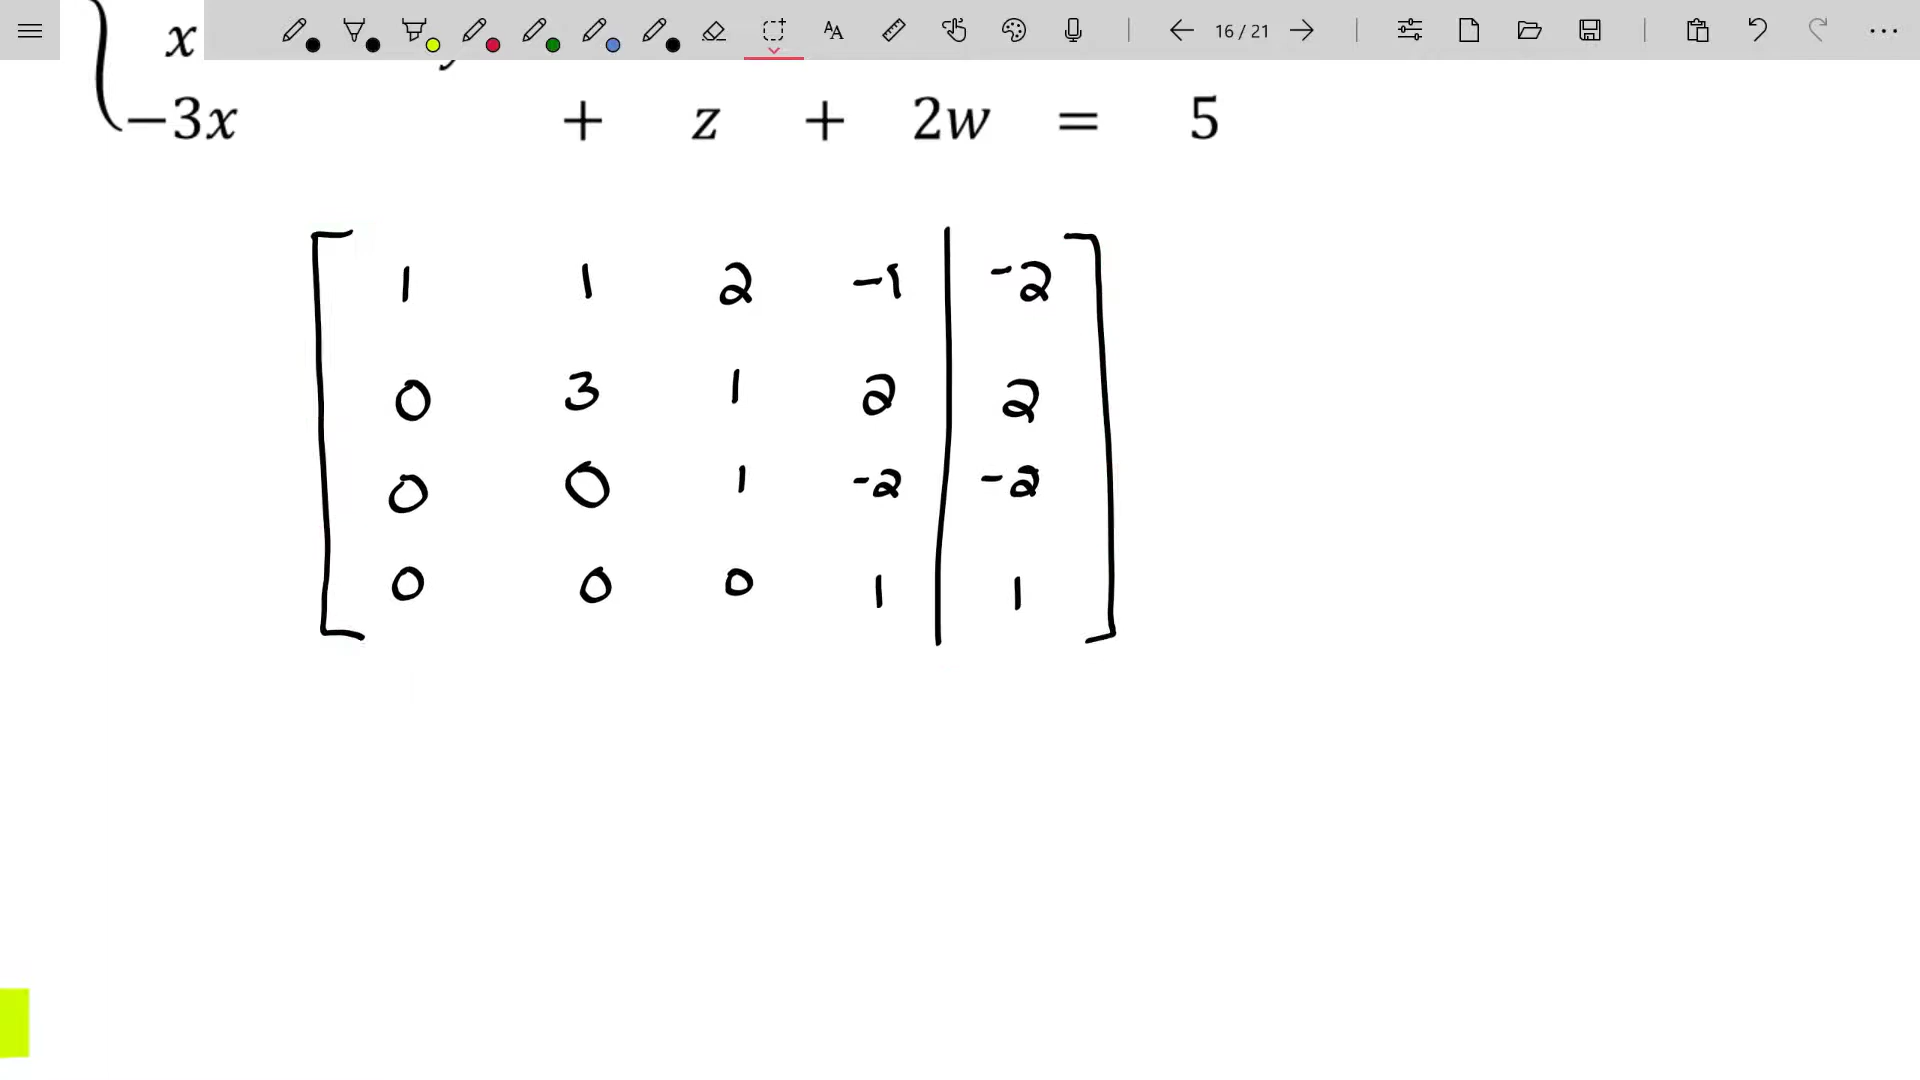 16 / 21
x
−3x + z + 2w = 5
1 1 2 -1 | -2
0 3 1 2 | 2
0 0 1 -2 | -2
0 0 0 1 | 1